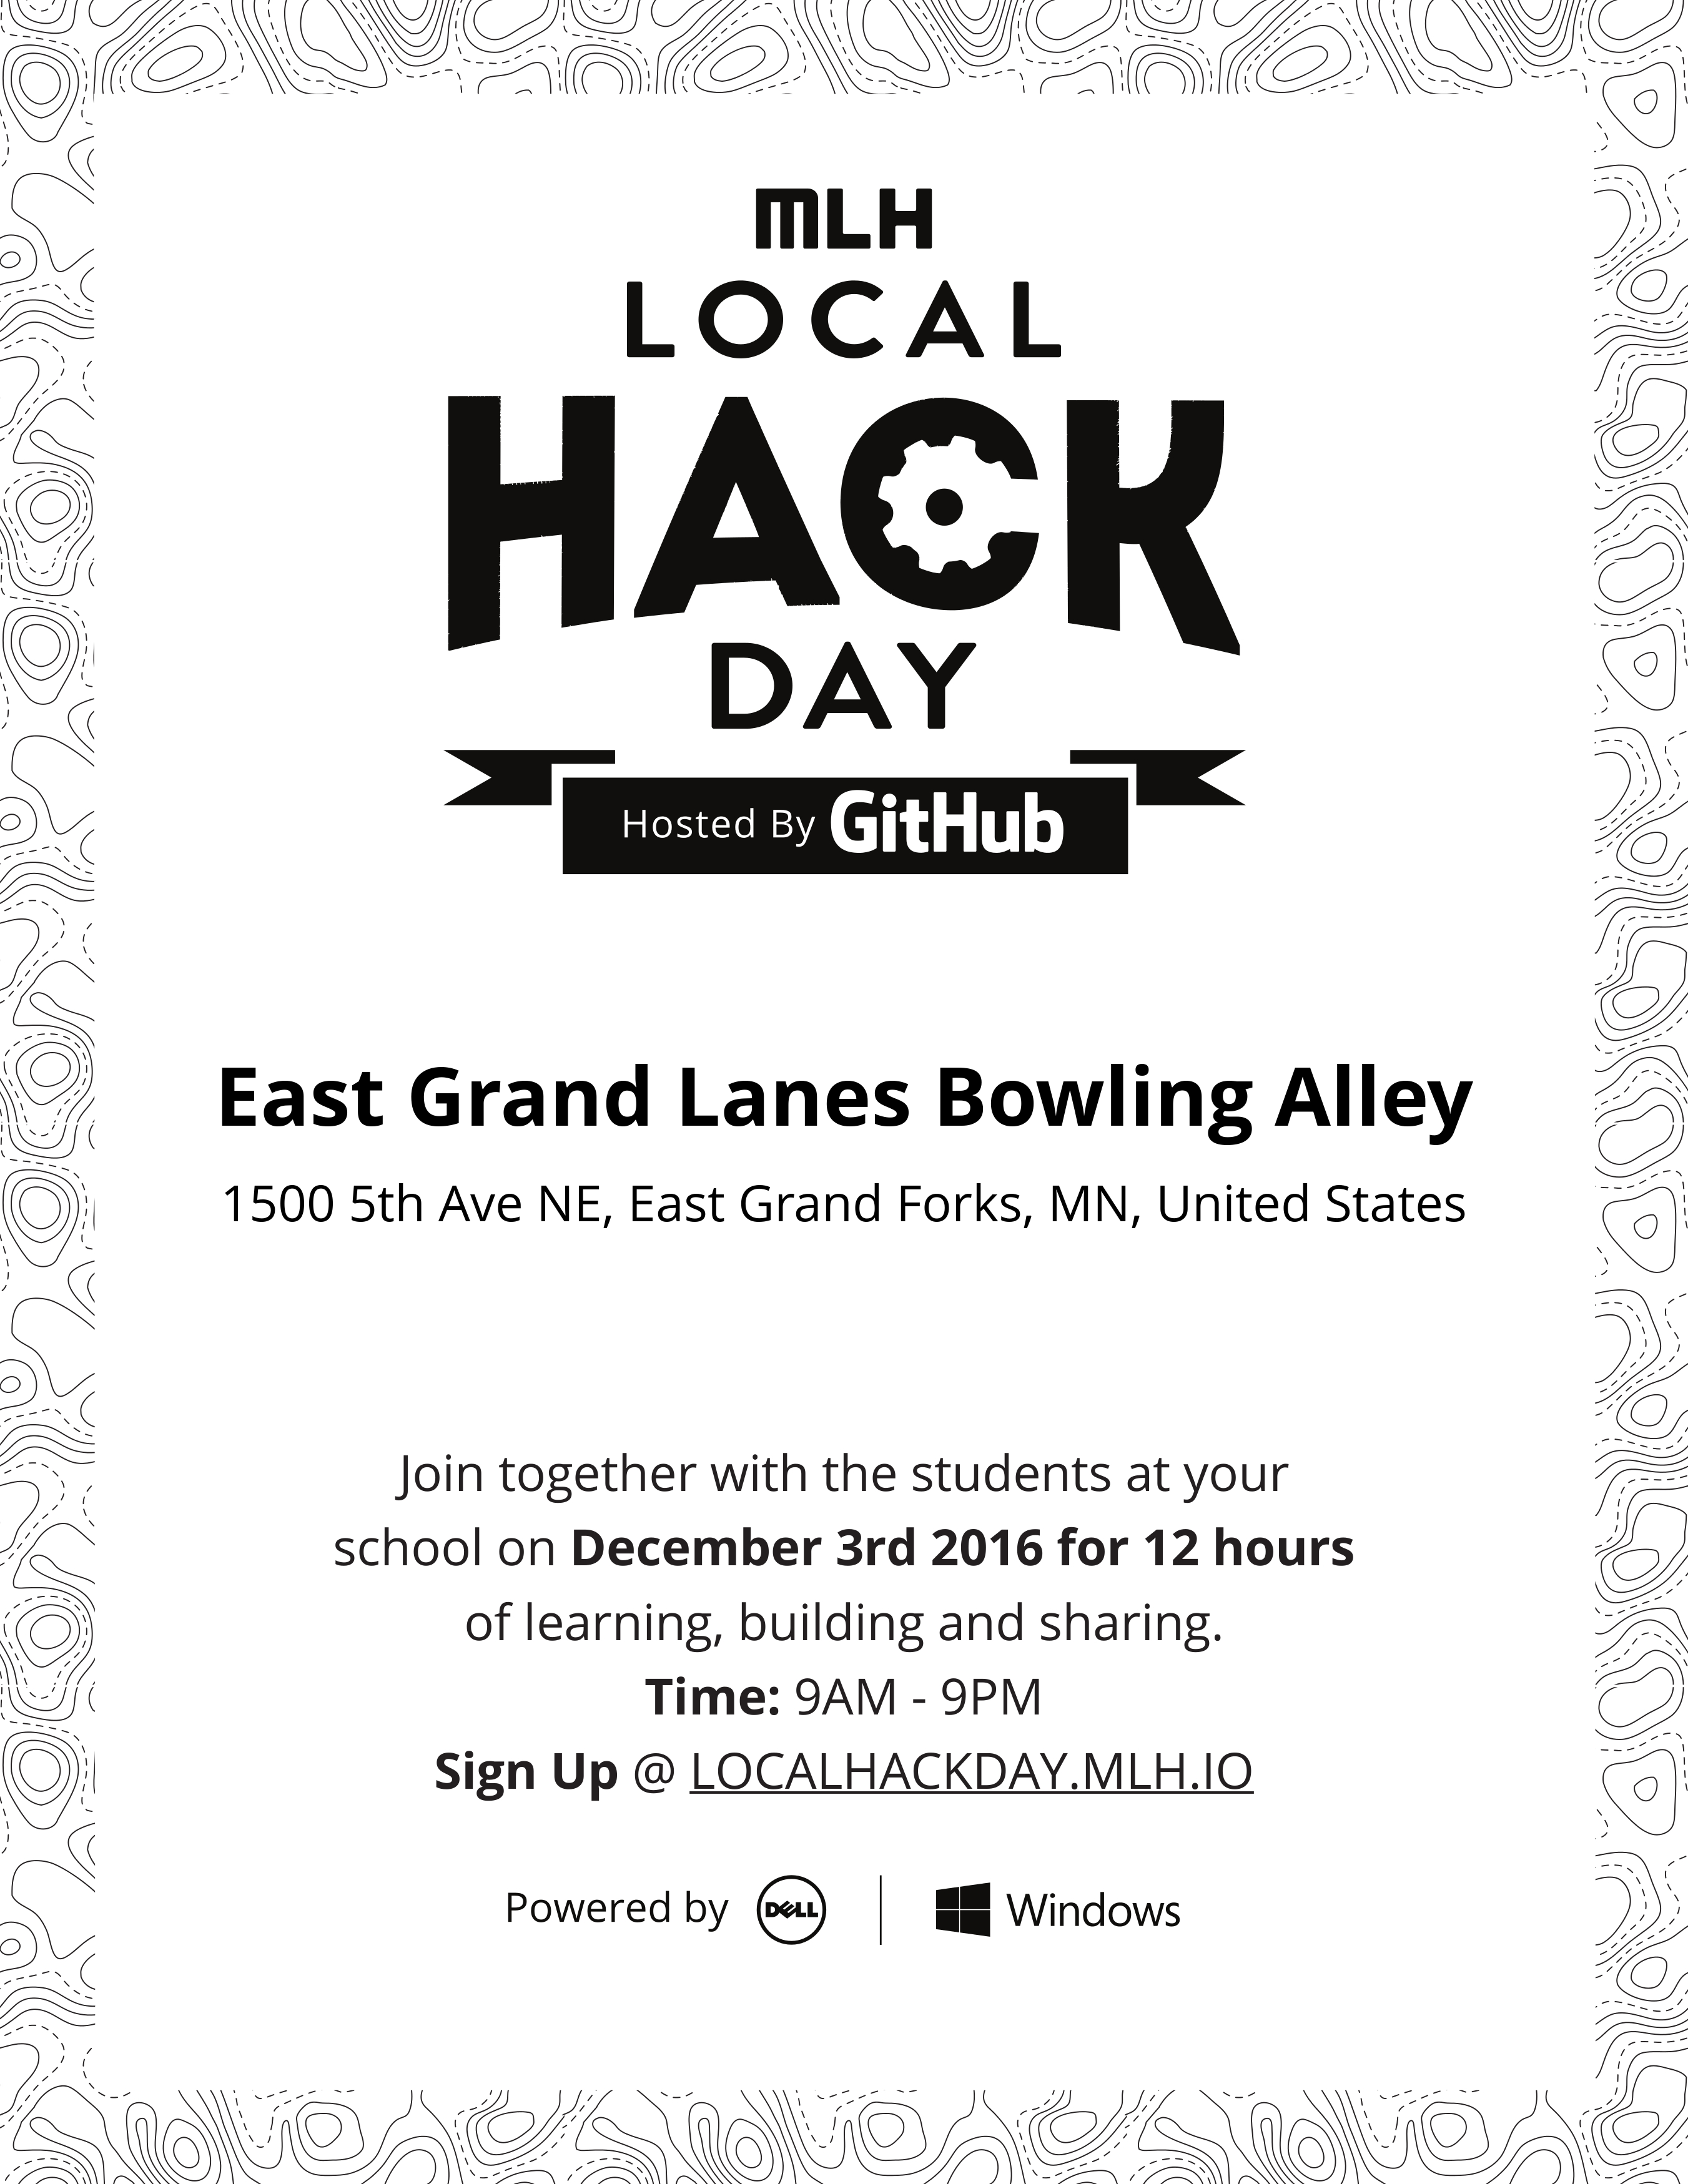 MLH
LOCAL
HACK
DAY
Hosted By GitHub
East Grand Lanes Bowling Alley
1500 5th Ave NE, East Grand Forks, MN, United States
Join together with the students at your
school on December 3rd 2016 for 12 hours
of learning, building and sharing.
Time: 9AM - 9PM
Sign Up @ LOCALHACKDAY.MLH.IO
Powered by DELL | Windows